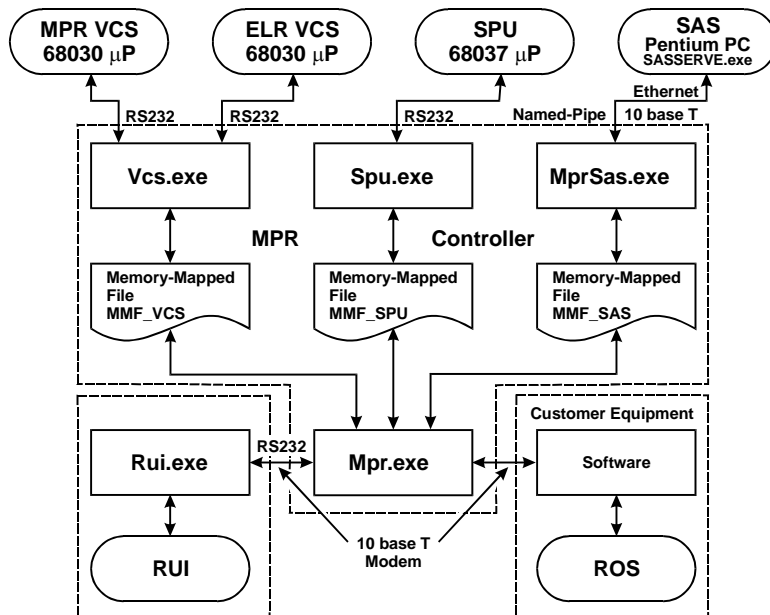 MPR VCS
68030 μP
ELR VCS
68030 μP
SPU
68037 μP
SAS
Pentium PC
SASSERVE.exe
Ethernet
RS232
RS232
RS232
Named-Pipe
10 base T
Vcs.exe
Spu.exe
MprSas.exe
MPR
Controller
Memory-Mapped
File
MMF_VCS
Memory-Mapped
File
MMF_SPU
Memory-Mapped
File
MMF_SAS
Customer Equipment
RS232
Rui.exe
Mpr.exe
Software
10 base T
Modem
RUI
ROS